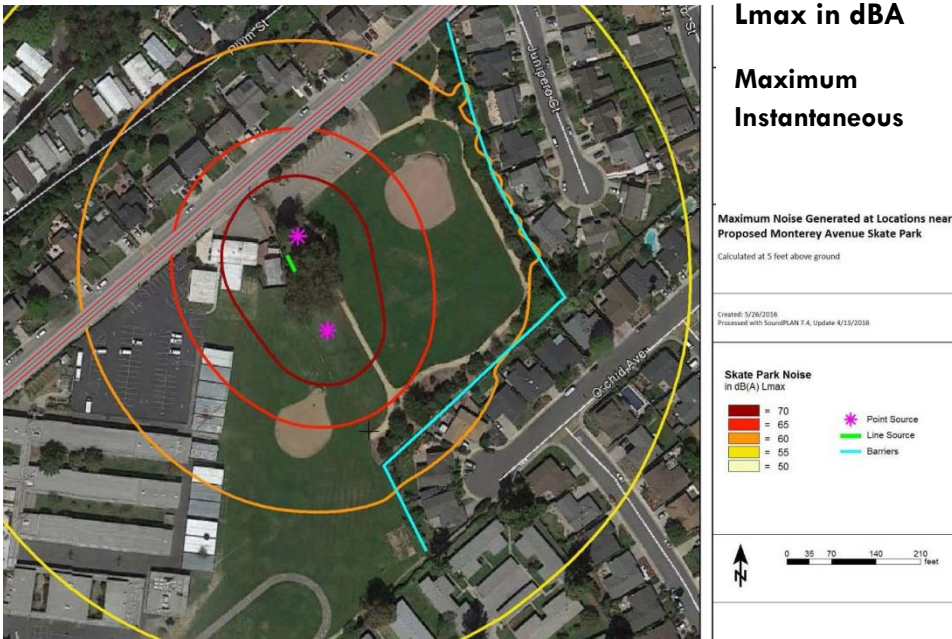 Lmax in dBA
Maximum
Instantaneous
Plum St
Junipero Ct
St
Orchid Ave
Maximum Noise Generated at Locations near
Proposed Monterey Avenue Skate Park
Calculated at 5 feet above ground
Created: 5/26/2016
Processed with SoundPLAN 7.4, Update 4/13/2016
Skate Park Noise
in dB(A) Lmax
= 70
= 65
= 60
= 55
= 50
Point Source
Line Source
Barriers
N
0 35 70 140 210
feet